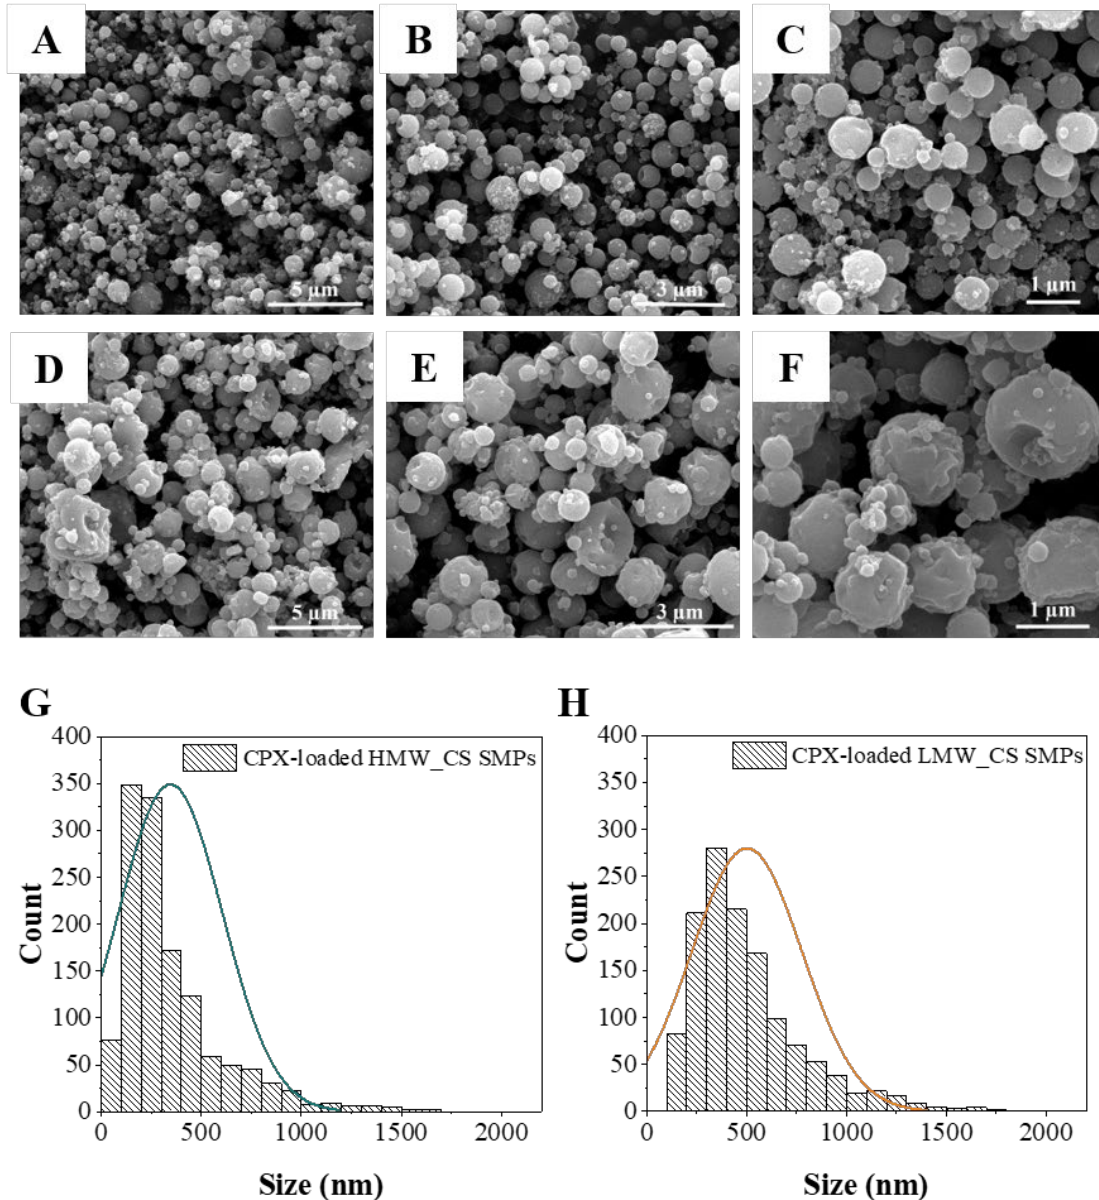 A
B
C
5 µm
3 µm
1 µm
D
E
F
5 µm
3 µm
1 µm
G
H
400
350
300
250
200
150
100
50
0
Count
CPX-loaded HMW_CS SMPs
0
500
1000
1500
2000
Size (nm)
400
350
300
250
200
150
100
50
0
Count
CPX-loaded LMW_CS SMPs
0
500
1000
1500
2000
Size (nm)